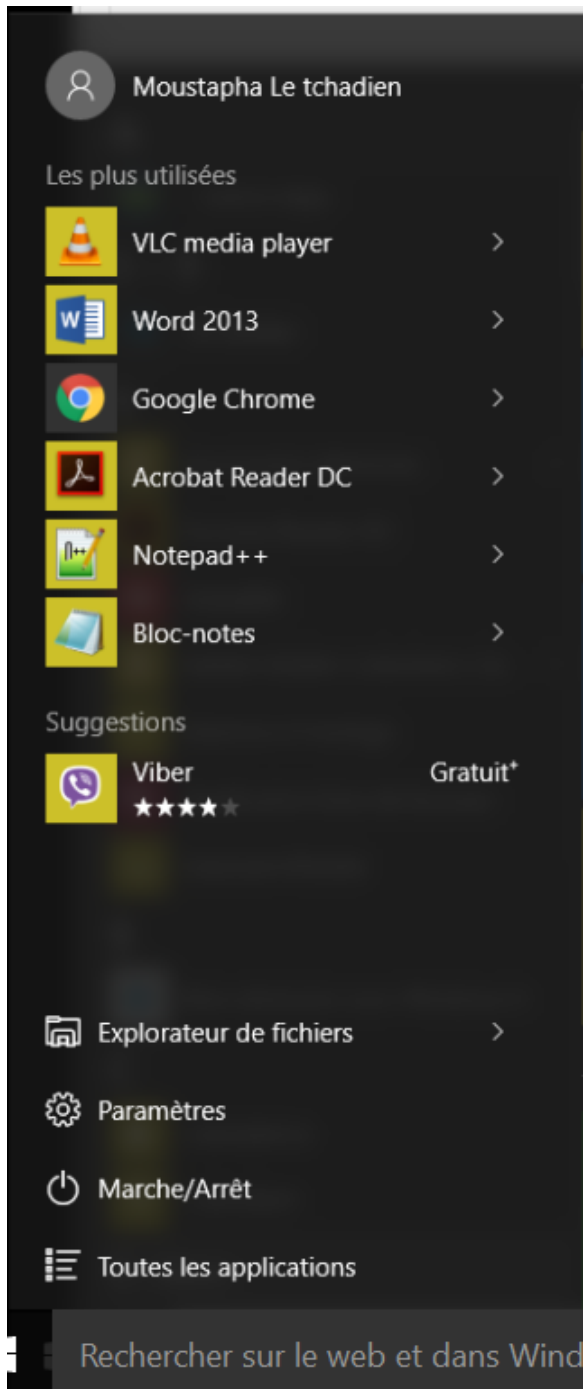 Moustapha Le tchadien
Les plus utilisées
VLC media player
Word 2013
Google Chrome
Acrobat Reader DC
Notepad++
Bloc-notes
Suggestions
Viber Gratuit+
Explorateur de fichiers
Paramètres
Marche/Arrêt
Toutes les applications
Rechercher sur le web et dans Wind